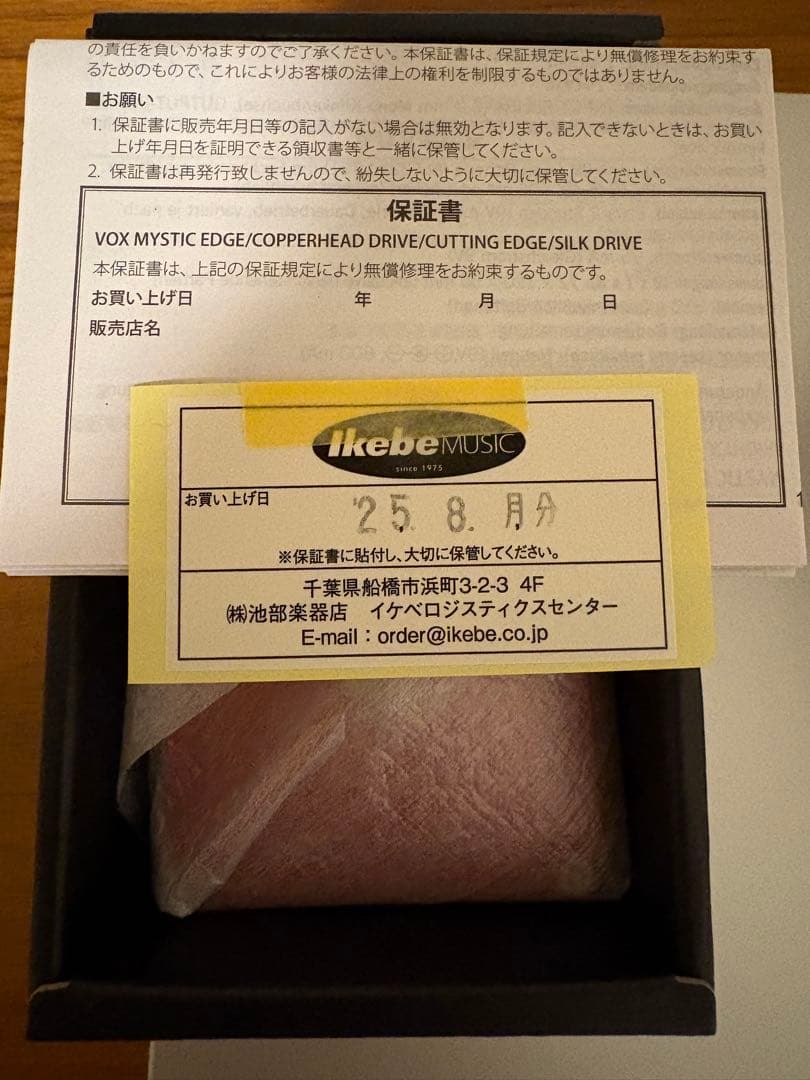 の責任を負いかねますのでご了承ください。本保証書は、保証規定により無償修理をお約束す
るためのもので、これによりお客様の法律上の権利を制限するものではありません。
■お願い
1. 保証書に販売年月日等の記入がない場合は無効となります。記入できないときは、お買い
上げ年月日を証明できる領収書等と一緒に保管してください。
2. 保証書は再発行致しませんので、紛失しないように大切に保管してください。
保証書
VOX MYSTIC EDGE/COPPERHEAD DRIVE/CUTTING EDGE/SILK DRIVE
本保証書は、上記の保証規定により無償修理をお約束するものです。
お買い上げ日 年 月 日
販売店名
Ikebe MUSIC
since 1975
お買い上げ日 '25. 8. 月分
※保証書に貼付し、大切に保管してください。
千葉県船橋市浜町3-2-3 4F
㈱池部楽器店 イケベロジスティクスセンター
E-mail：order@ikebe.co.jp